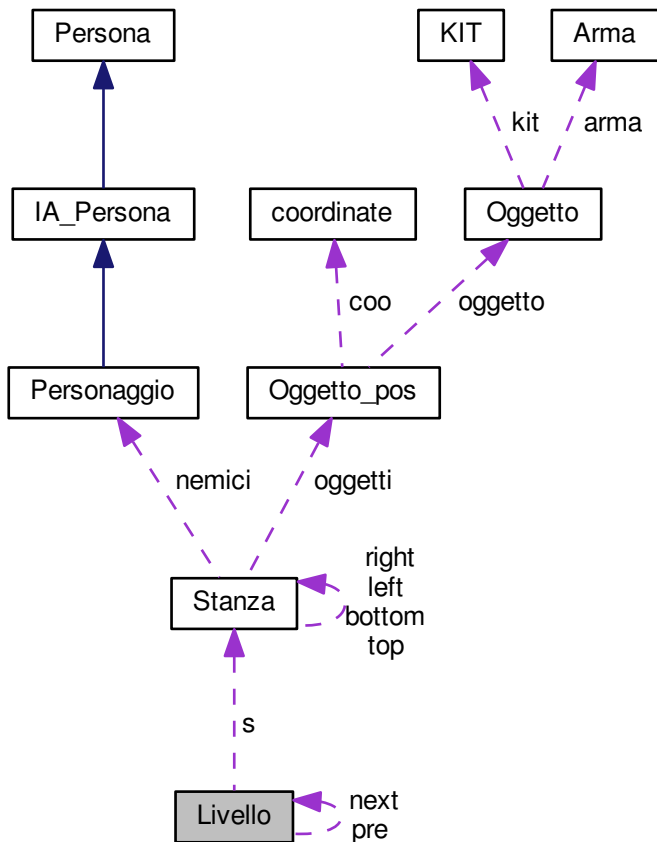 Persona
KIT
Arma
kit
arma
IA_Persona
coordinate
Oggetto
coo
oggetto
Personaggio
Oggetto_pos
nemici
oggetti
right
left
bottom
top
Stanza
s
next
pre
Livello